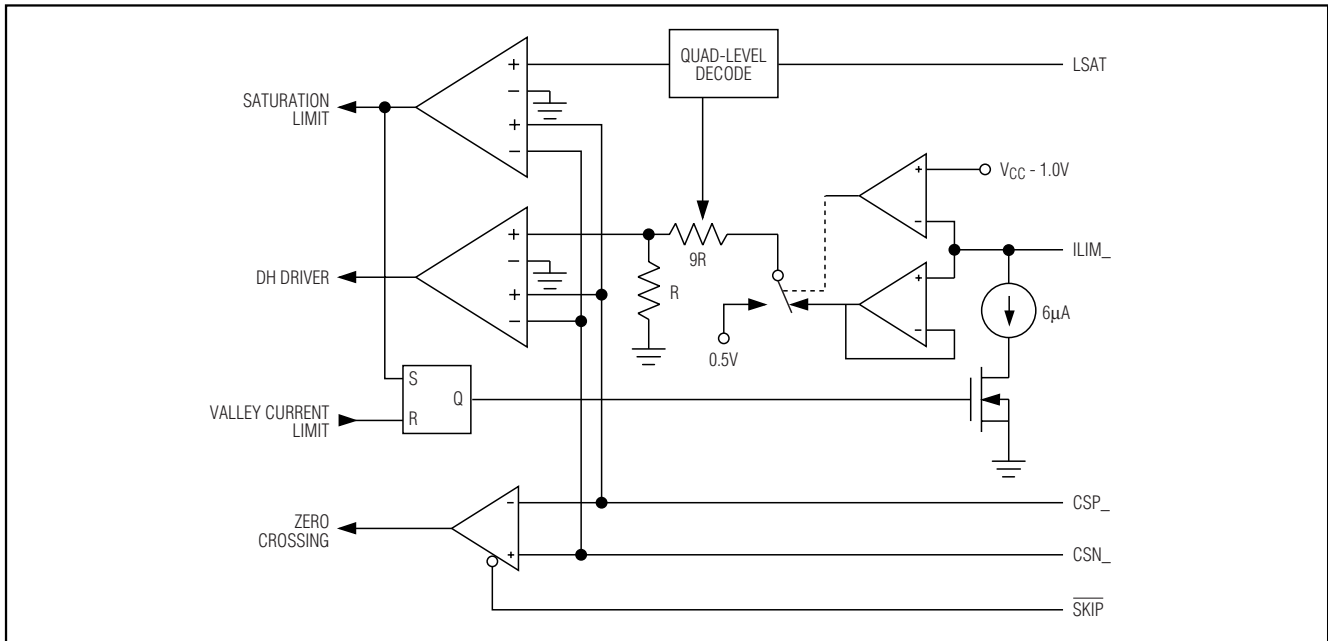 QUAD-LEVEL
DECODE
LSAT
+
−
+
−
SATURATION
LIMIT
+
−
VCC - 1.0V
ILIM_
+
−
+
−
9R
R
+
−
6µA
DH DRIVER
0.5V
S
Q
R
VALLEY CURRENT
LIMIT
−
+
CSP_
ZERO
CROSSING
CSN_
SKIP